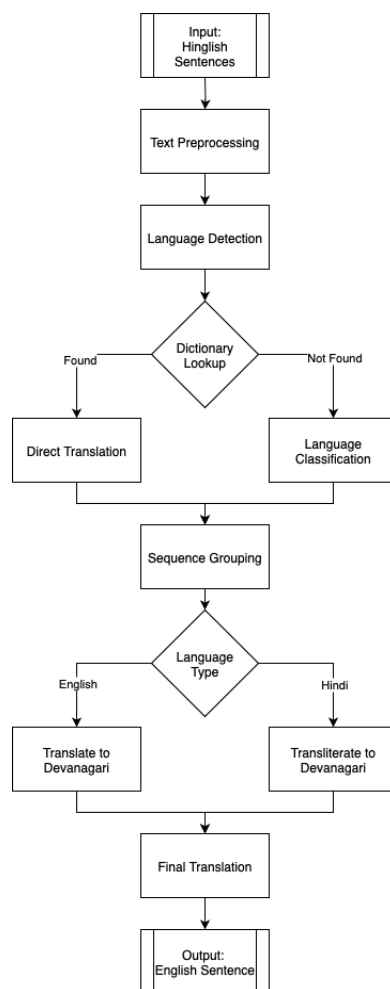 Input:
Hinglish
Sentences
Text Preprocessing
Language Detection
Dictionary
Lookup
Found
Not Found
Direct Translation
Language
Classification
Sequence Grouping
Language
Type
English
Hindi
Translate to
Devanagari
Transliterate to
Devanagari
Final Translation
Output:
English Sentence